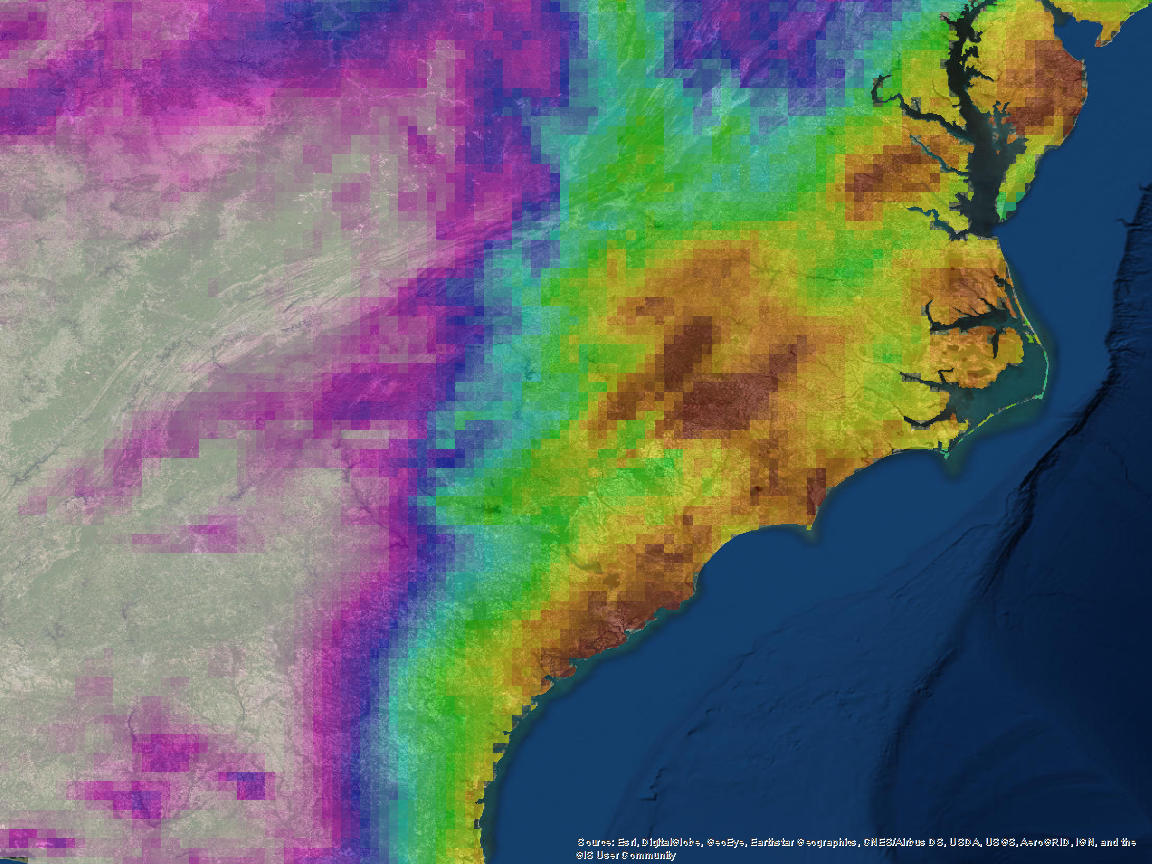 Source: Esri, DigitalGlobe, GeoEye, Earthstar Geographics, CNES/Airbus DS, USDA, USGS, AeroGRID, IGN, and the
GIS User Community